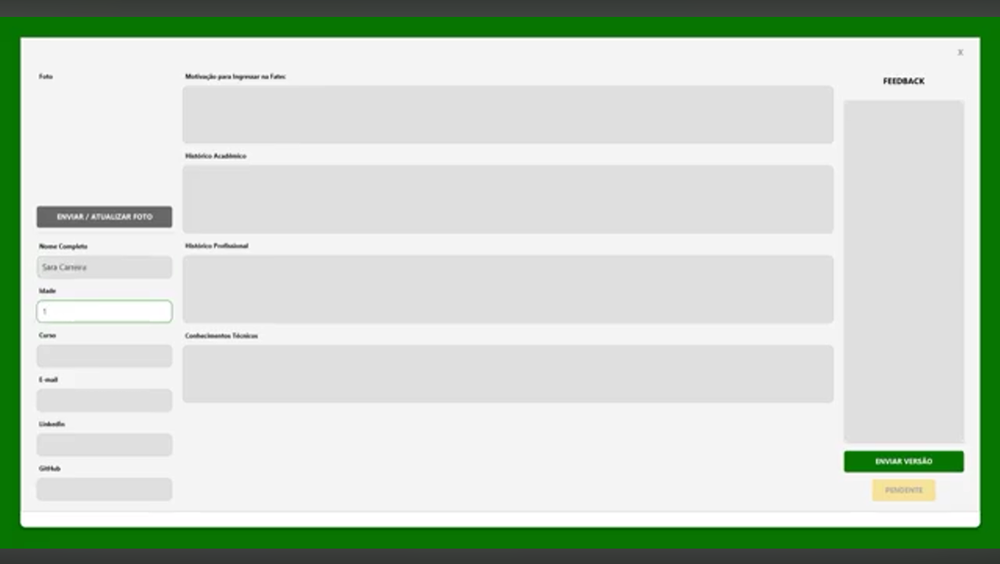 X
Foto
ENVIAR / ATUALIZAR FOTO
Nome Completo
Sara Carreira
Idade
1
Curso
E-mail
LinkedIn
GitHub
Motivação para Ingressar na Fatec
Histórico Acadêmico
Histórico Profissional
Conhecimentos Técnicos
FEEDBACK
ENVIAR VERSÃO
PENDENTE